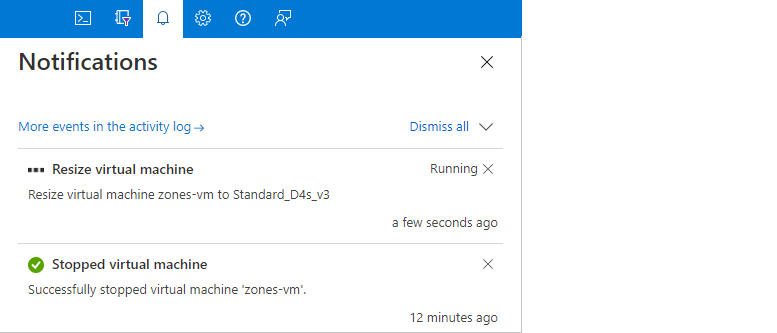 Notifications
More events in the activity log →
Dismiss all
Resize virtual machine
Running
Resize virtual machine zones-vm to Standard_D4s_v3
a few seconds ago
Stopped virtual machine
Successfully stopped virtual machine 'zones-vm'.
12 minutes ago